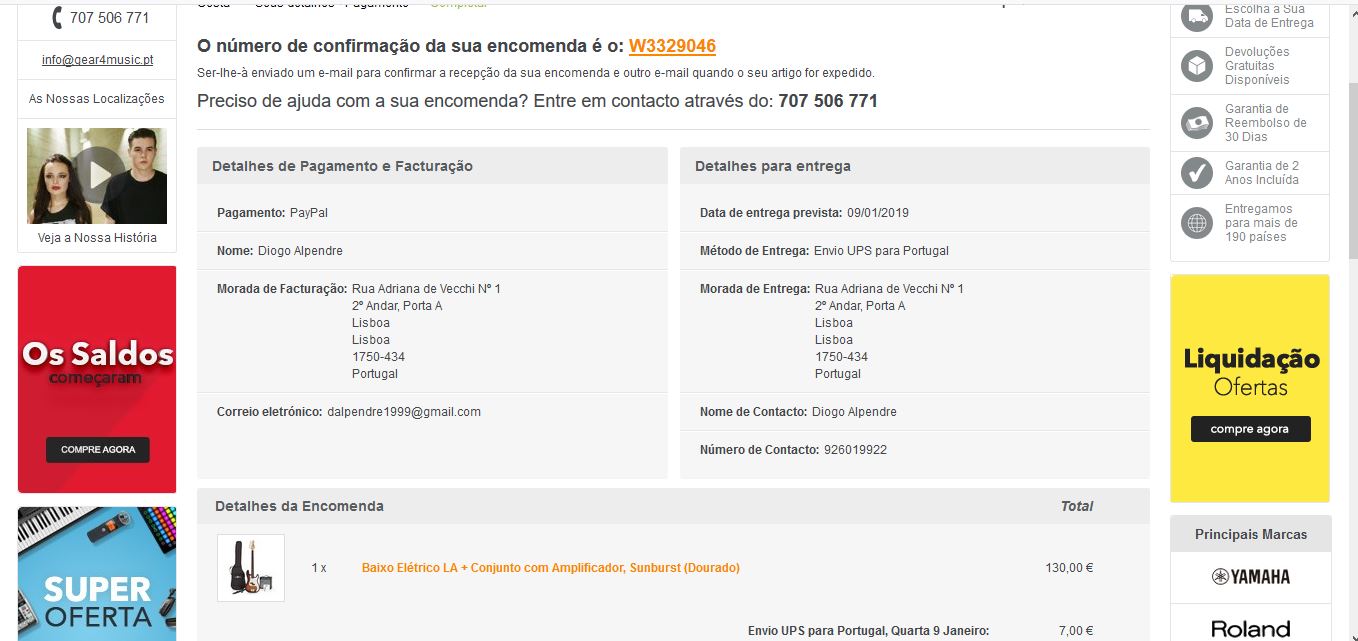 707 506 771
info@gear4music.pt
As Nossas Localizações
Veja a Nossa História
Os Saldos
começaram
COMPRE AGORA
SUPER
OFERTA
O número de confirmação da sua encomenda é o: W3329046
Ser-lhe-à enviado um e-mail para confirmar a recepção da sua encomenda e outro e-mail quando o seu artigo for expedido.
Preciso de ajuda com a sua encomenda? Entre em contacto através do: 707 506 771
Detalhes de Pagamento e Facturação
Pagamento: PayPal
Nome: Diogo Alpendre
Morada de Facturação: Rua Adriana de Vecchi Nº 1
2º Andar, Porta A
Lisboa
Lisboa
1750-434
Portugal
Correio eletrónico: dalpendre1999@gmail.com
Detalhes para entrega
Data de entrega prevista: 09/01/2019
Método de Entrega: Envio UPS para Portugal
Morada de Entrega: Rua Adriana de Vecchi Nº 1
2º Andar, Porta A
Lisboa
Lisboa
1750-434
Portugal
Nome de Contacto: Diogo Alpendre
Número de Contacto: 926019922
Detalhes da Encomenda Total
1 x Baixo Elétrico LA + Conjunto com Amplificador, Sunburst (Dourado) 130,00 €
Envio UPS para Portugal, Quarta 9 Janeiro: 7,00 €
Escolha a Sua
Data de Entrega
Devoluções
Gratuitas
Disponíveis
Garantia de
Reembolso de
30 Dias
Garantia de 2
Anos Incluída
Entregamos
para mais de
190 países
Liquidação
Ofertas
compre agora
Principais Marcas
YAMAHA
Roland